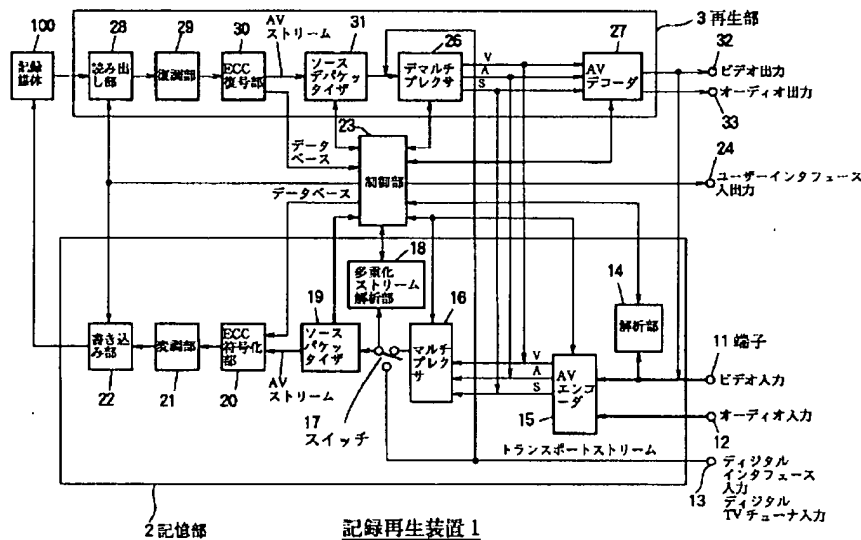 100
記録
媒体
28
読み出
し部
29
復調部
30
ECC
復号部
AV
ストリーム
31
ソース
デパケッ
タイザ
26
デマルチ
プレクサ
V
A
S
27
AV
デコーダ
3 再生部
32
ビデオ出力
オーディオ出力
33
23
制御部
データ
ベース
データベース
24
ユーザーインタフェース
入出力
18
多重化
ストリーム
解析部
19
ソース
パケッ
タイザ
16
マルチ
プレク
サ
14
解析部
11 端子
ビデオ入力
オーディオ入力
12
書き込
み部
22
変調部
21
ECC
符号化
部
20
AV
ストリーム
17
スイッチ
V
A
S
AV
エンコ
ーダ
15
トランスポートストリーム
13
ディジタル
インタフェース
入力
ディジタル
TVチューナ入力
2 記憶部
記録再生装置1